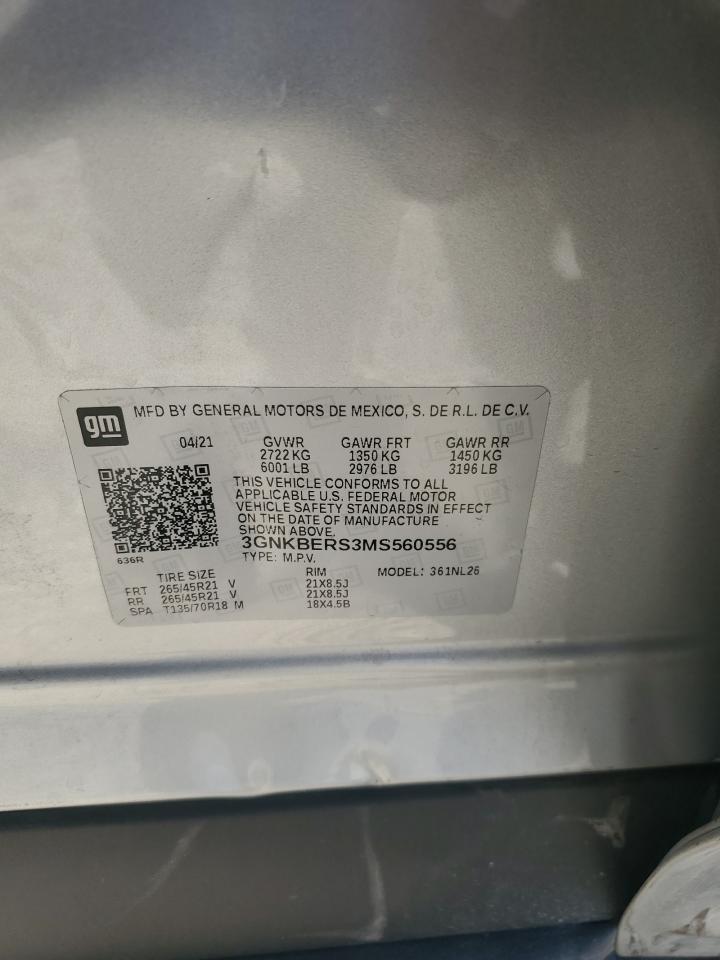 gm
MFD BY GENERAL MOTORS DE MEXICO, S. DE R.L. DE C.V.
04/21 GVWR GAWR FRT GAWR RR
2722 KG 1350 KG 1450 KG
6001 LB 2976 LB 3196 LB
THIS VEHICLE CONFORMS TO ALL
APPLICABLE U.S. FEDERAL MOTOR
VEHICLE SAFETY STANDARDS IN EFFECT
ON THE DATE OF MANUFACTURE
SHOWN ABOVE.
3GNKBERS3MS560556
636R TYPE: M.P.V. MODEL: 361NL26
TIRE SIZE RIM
FRT 265/45R21 V 21X8.5J
RR 265/45R21 V 21X8.5J
SPA T135/70R18 M 18X4.5B